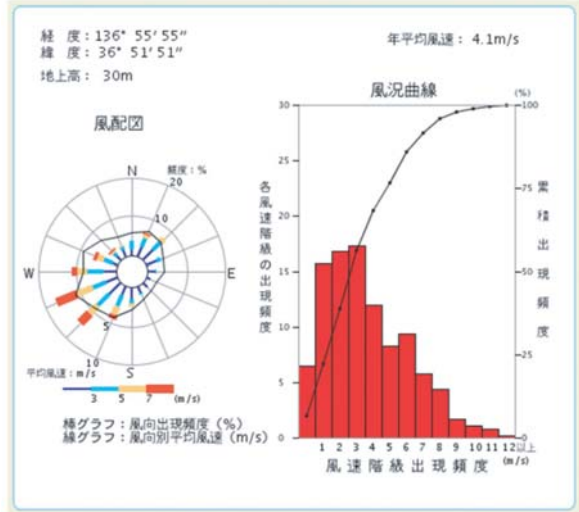 経 度：136° 55′ 55″
緯 度： 36° 51′ 51″
地上高： 30m
年平均風速： 4.1m/s
風配図
頻度：%
N
20
10
W
E
5
10
S
平均風速：m/s
3 5 7 (m/s)
棒グラフ：風向出現頻度（%）
線グラフ：風向別平均風速（m/s）
風況曲線
(%)
30
25
20
15
10
5
0
各風速階級の出現頻度
100
75
50
25
0
累積出現頻度
1 2 3 4 5 6 7 8 9 10 11 12以上
(m/s)
風速階級出現頻度